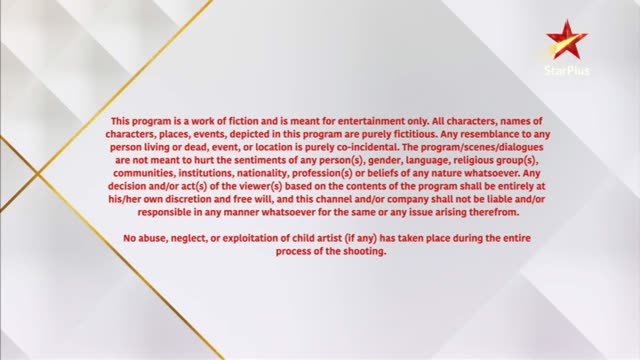 StarPlus
This program is a work of fiction and is meant for entertainment only. All characters, names of
characters, places, events, depicted in this program are purely fictitious. Any resemblance to any
person living or dead, event, or location is purely co-incidental. The program/scenes/dialogues
are not meant to hurt the sentiments of any person(s), gender, language, religious group(s),
communities, institutions, nationality, profession(s) or beliefs of any nature whatsoever. Any
decision and/or act(s) of the viewer(s) based on the contents of the program shall be entirely at
his/her own discretion and free will, and this channel and/or company shall not be liable and/or
responsible in any manner whatsoever for the same or any issue arising therefrom.
No abuse, neglect, or exploitation of child artist (if any) has taken place during the entire
process of the shooting.